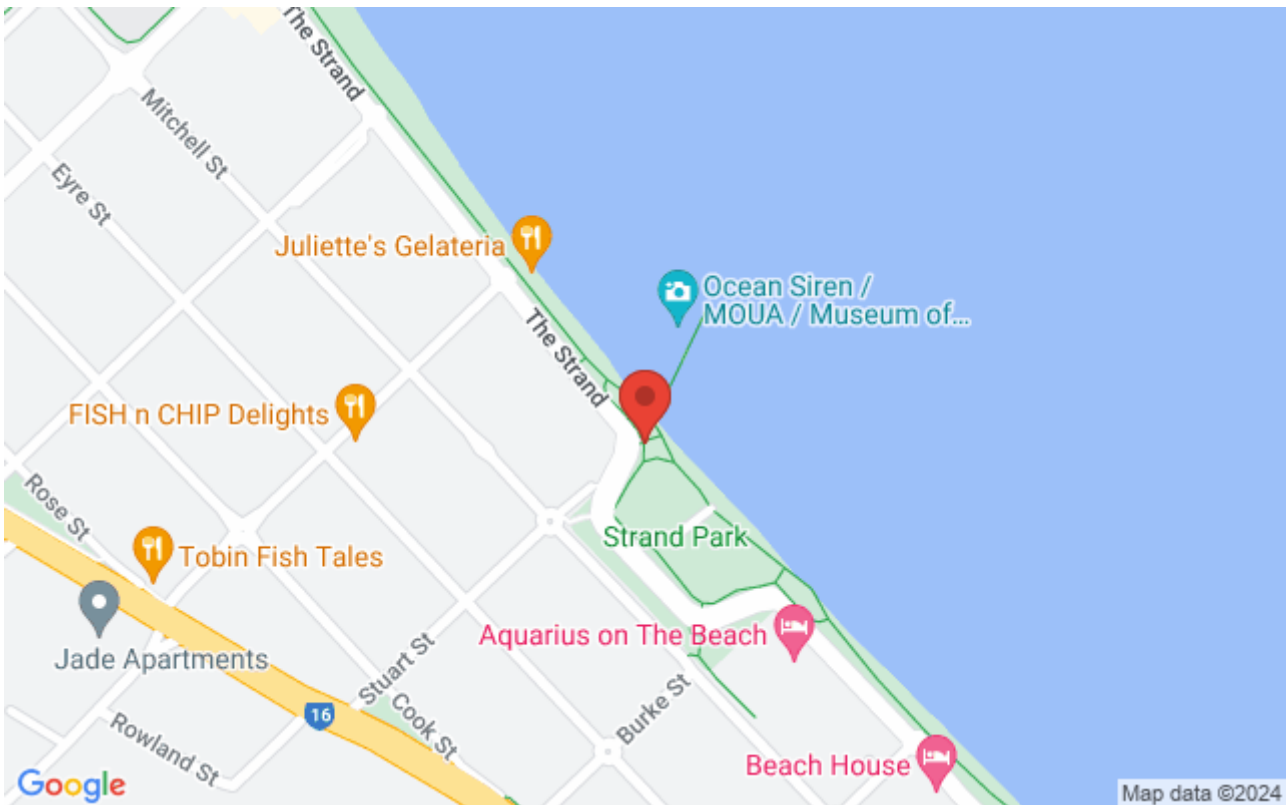 The Strand
Mitchell St
Eyre St
Juliette's Gelateria
Ocean Siren /
MOUA / Museum of...
The Strand
FISH n CHIP Delights
Rose St
Strand Park
Tobin Fish Tales
Aquarius on The Beach
Jade Apartments
Stuart St
16
Cook St
Burke St
Rowland St
Beach House
Google
Map data ©2024